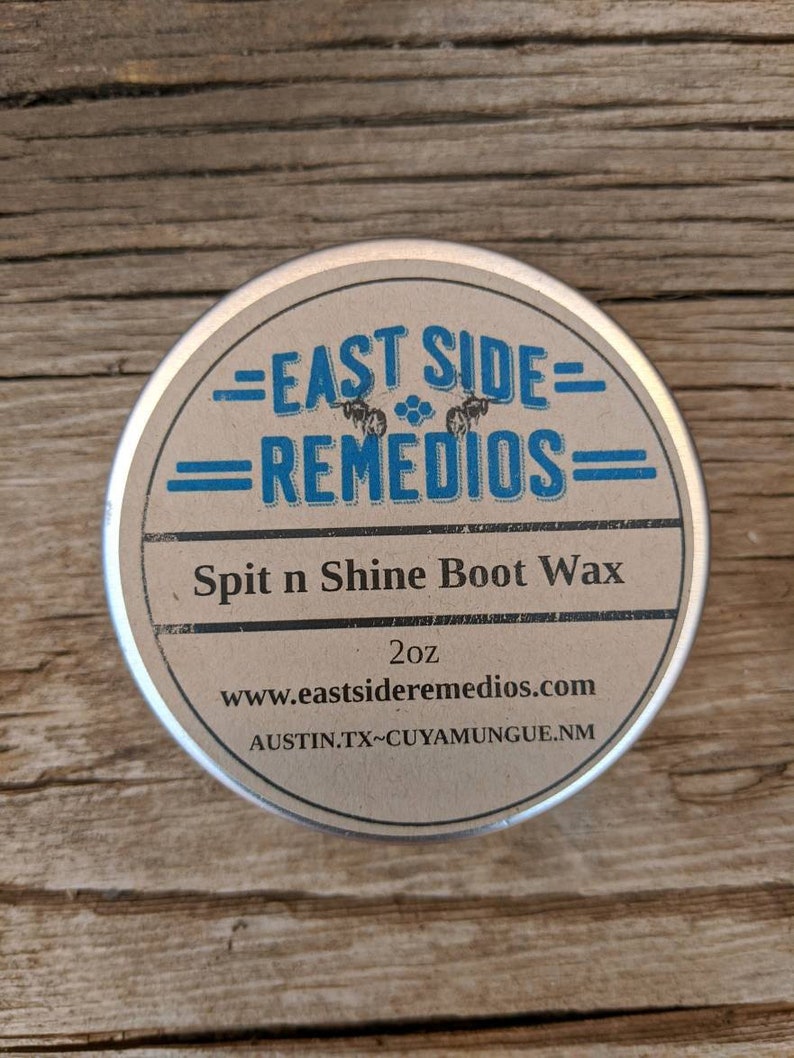 EAST SIDE
REMEDIOS
Spit n Shine Boot Wax
2oz
www.eastsideremedios.com
AUSTIN.TX~CUYAMUNGUE.NM